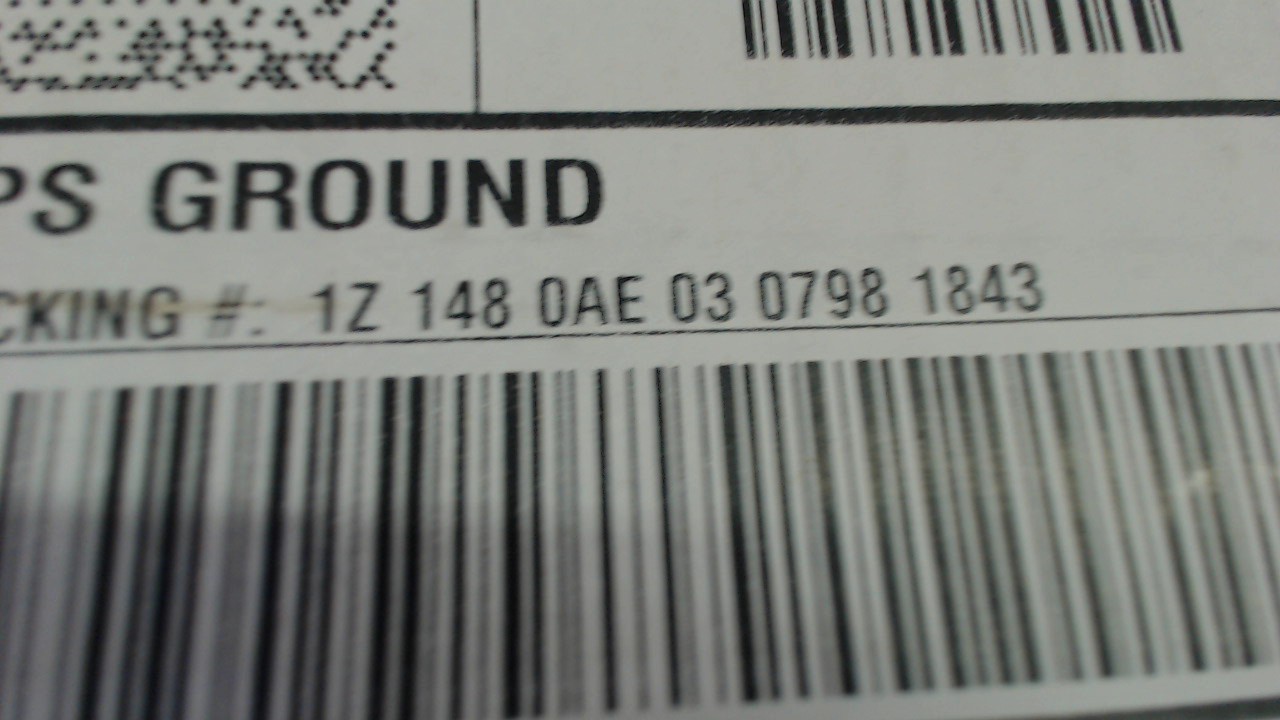 PS GROUND
CKING #: 1Z 148 0AE 03 0798 1843